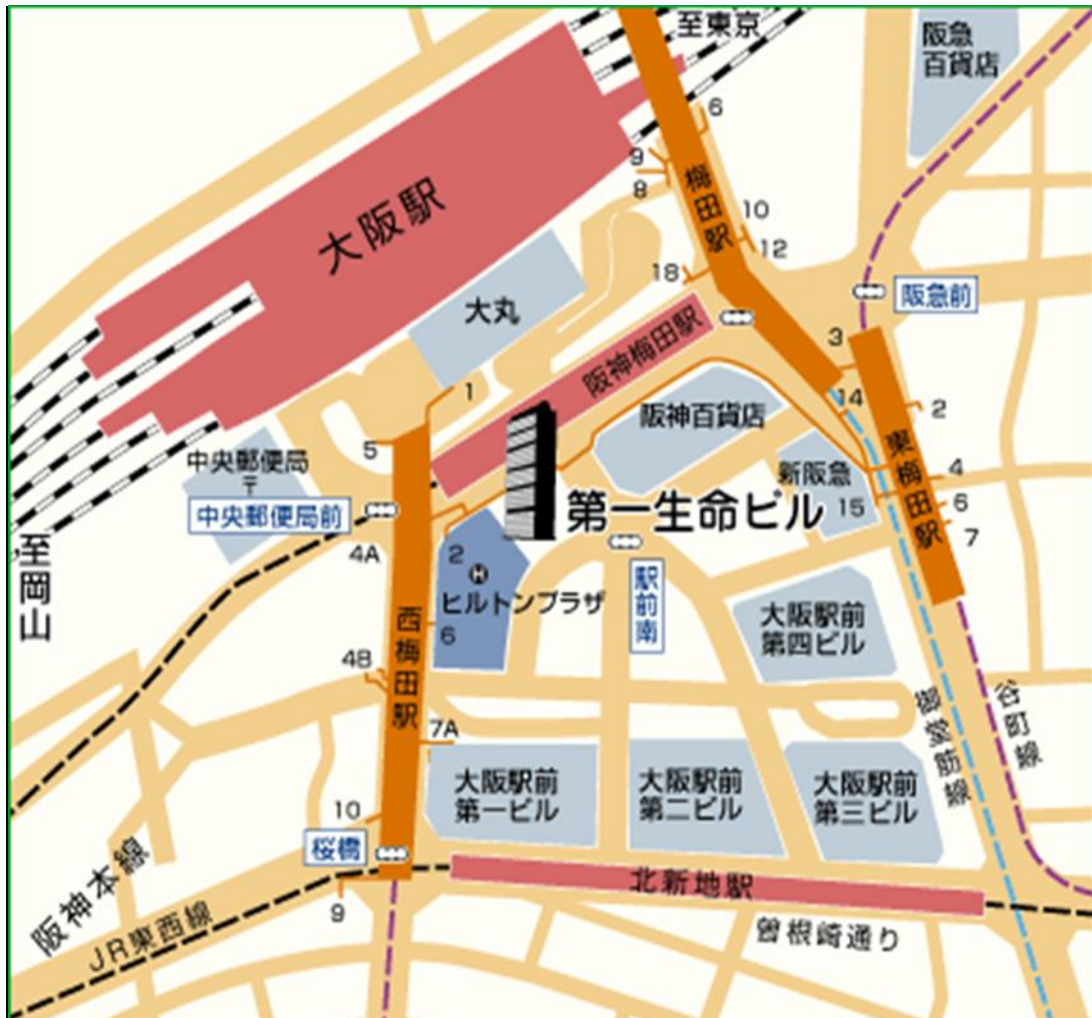 至東京
阪急
百貨店
6
9
8
梅田駅
10
12
大阪駅
18
阪急前
大丸
阪神梅田駅
3
1
14
2
阪神百貨店
5
中央郵便局
〒
新阪急
東梅田駅
4
中央郵便局前
15
6
第一生命ビル
7
至岡山
4A
2
H
ヒルトンプラザ
駅前南
6
大阪駅前
第四ビル
西梅田駅
4B
谷町線
御堂筋線
7A
大阪駅前
第一ビル
大阪駅前
第二ビル
大阪駅前
第三ビル
10
桜橋
阪神本線
北新地駅
9
JR東西線
曽根崎通り